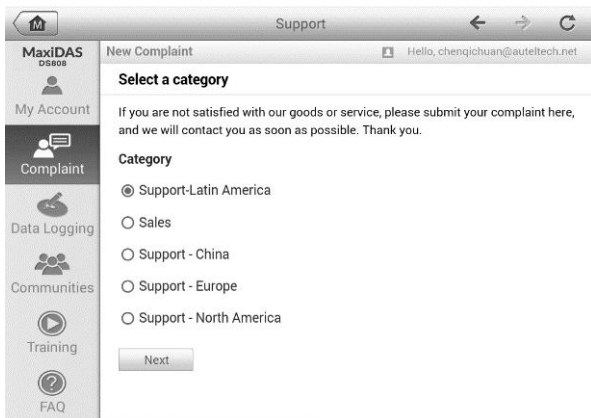 Support
MaxiDAS
DS808
New Complaint
Hello, chenqichuan@auteltech.net
My Account
Complaint
Data Logging
Communities
Training
FAQ
Select a category
If you are not satisfied with our goods or service, please submit your complaint here,
and we will contact you as soon as possible. Thank you.
Category
Support-Latin America
Sales
Support - China
Support - Europe
Support - North America
Next